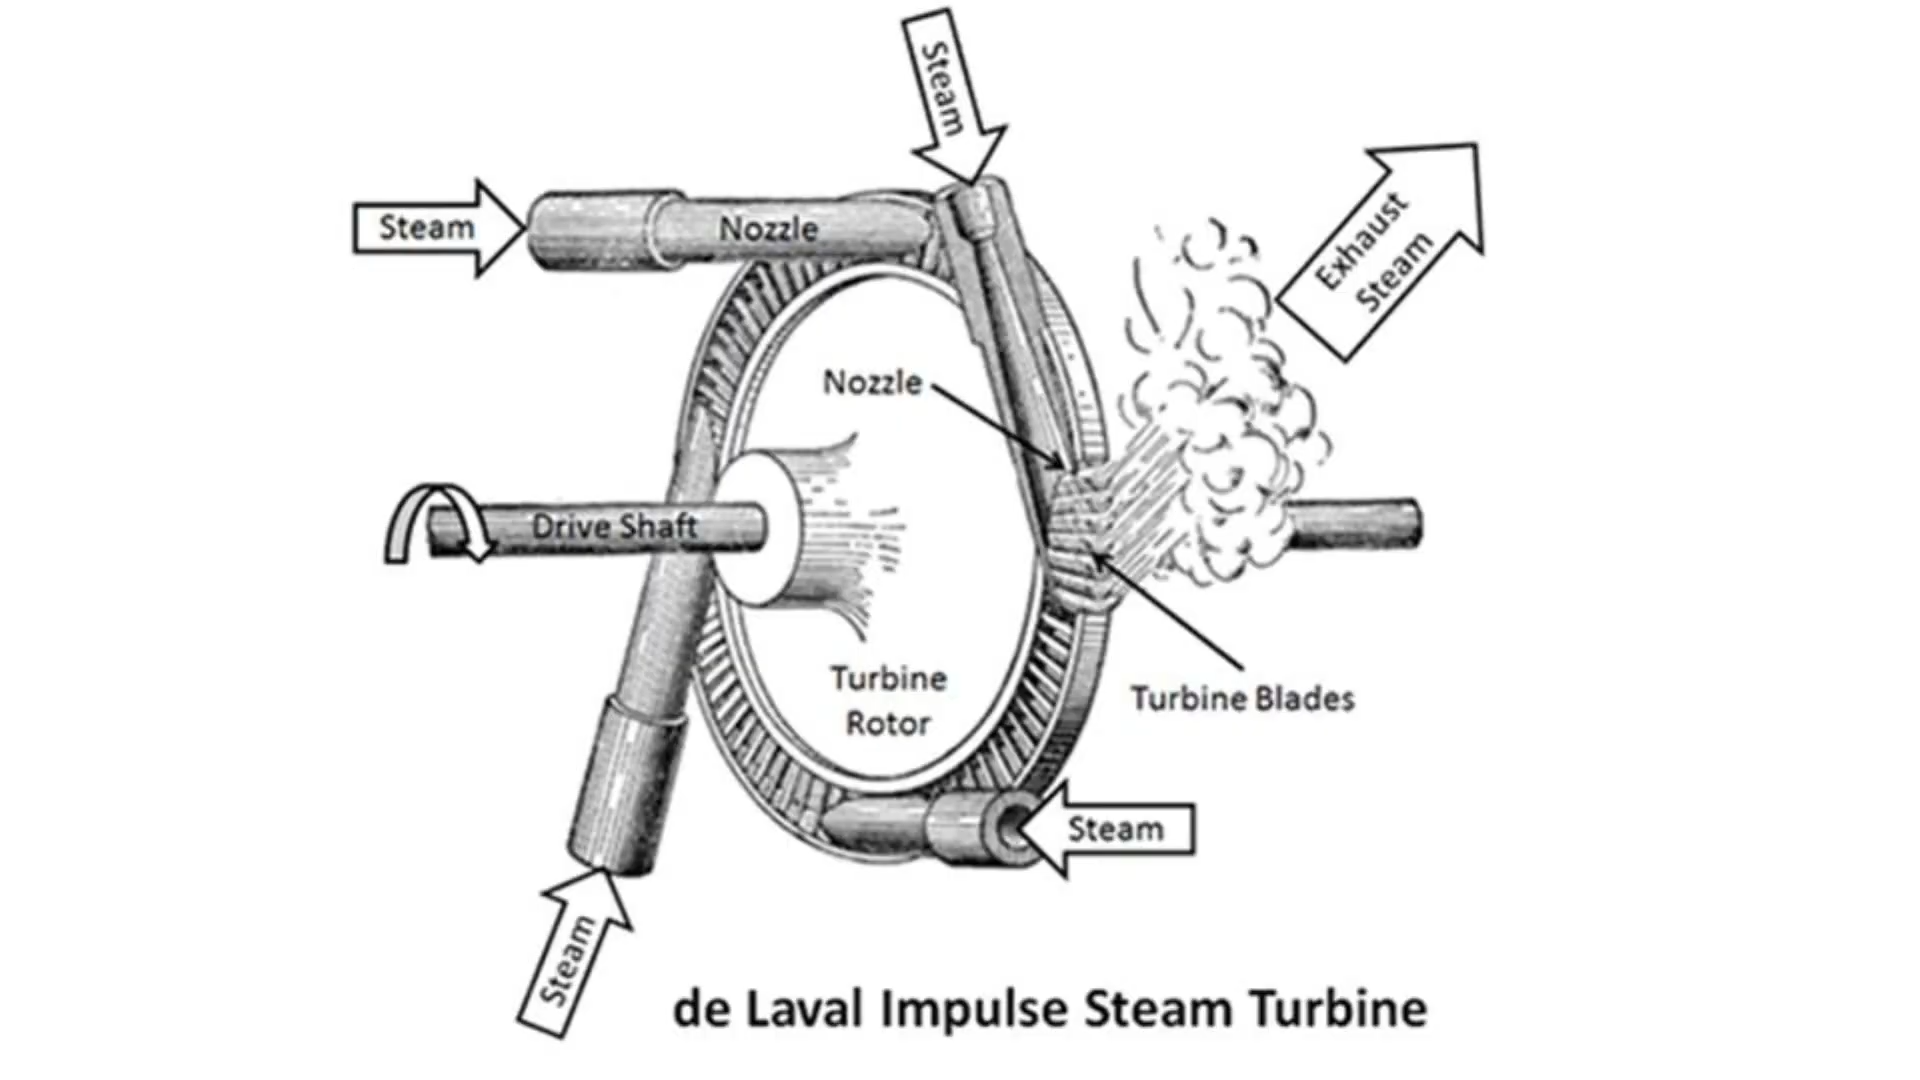 Steam
Steam
Nozzle
Exhaust
Steam
Nozzle
Drive Shaft
Turbine
Rotor
Turbine Blades
Steam
Steam
de Laval Impulse Steam Turbine